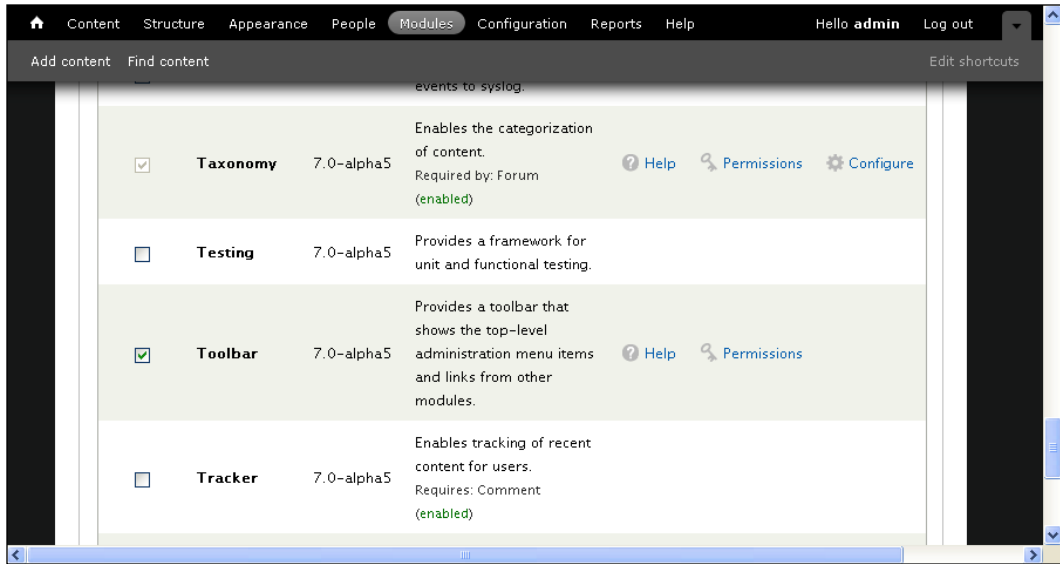 Content Structure Appearance People Modules Configuration Reports Help Hello admin Log out
Add content Find content Edit shortcuts
events to syslog.
Taxonomy 7.0-alpha5 Enables the categorization
of content.
Required by: Forum
(enabled)
Help Permissions Configure
Testing 7.0-alpha5 Provides a framework for
unit and functional testing.
Toolbar 7.0-alpha5 Provides a toolbar that
shows the top-level
administration menu items
and links from other
modules.
Help Permissions
Tracker 7.0-alpha5 Enables tracking of recent
content for users.
Requires: Comment
(enabled)